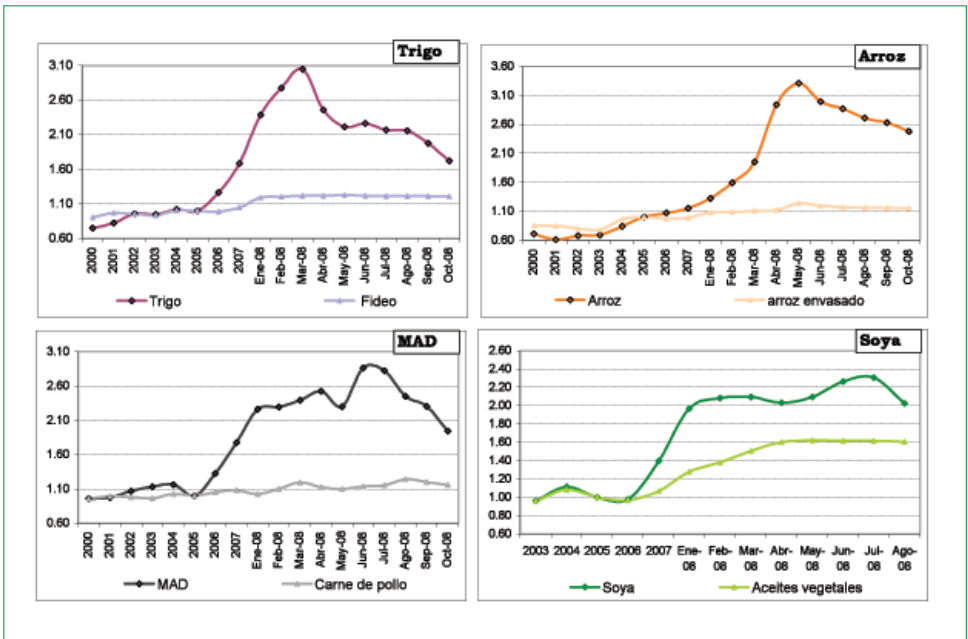 Trigo
3.10
2.60
2.10
1.60
1.10
0.60
2000 2001 2002 2003 2004 2005 2006 2007 Ene-08 Feb-08 Mar-08 Abr-08 May-08 Jun-08 Jul-08 Ago-08 Sep-08 Oct-08
Trigo Fideo
Arroz
3.60
3.10
2.60
2.10
1.60
1.10
0.60
2000 2001 2002 2003 2004 2005 2006 2007 Ene-08 Feb-08 Mar-08 Abr-08 May-08 Jun-08 Jul-08 Ago-08 Sep-08 Oct-08
Arroz arroz envasado
MAD
3.10
2.60
2.10
1.60
1.10
0.60
2000 2001 2002 2003 2004 2005 2006 2007 Ene-08 Feb-08 Mar-08 Abr-08 May-08 Jun-08 Jul-08 Ago-08 Sep-08 Oct-08
MAD Carne de pollo
Soya
2.60
2.40
2.20
2.00
1.80
1.60
1.40
1.20
1.00
0.80
0.60
2003 2004 2005 2006 2007 Ene- Feb- Mar- Abr- May- Jun- Jul- Ago-
08 08 08 08 08 08 08 08
Soya Aceites vegetales